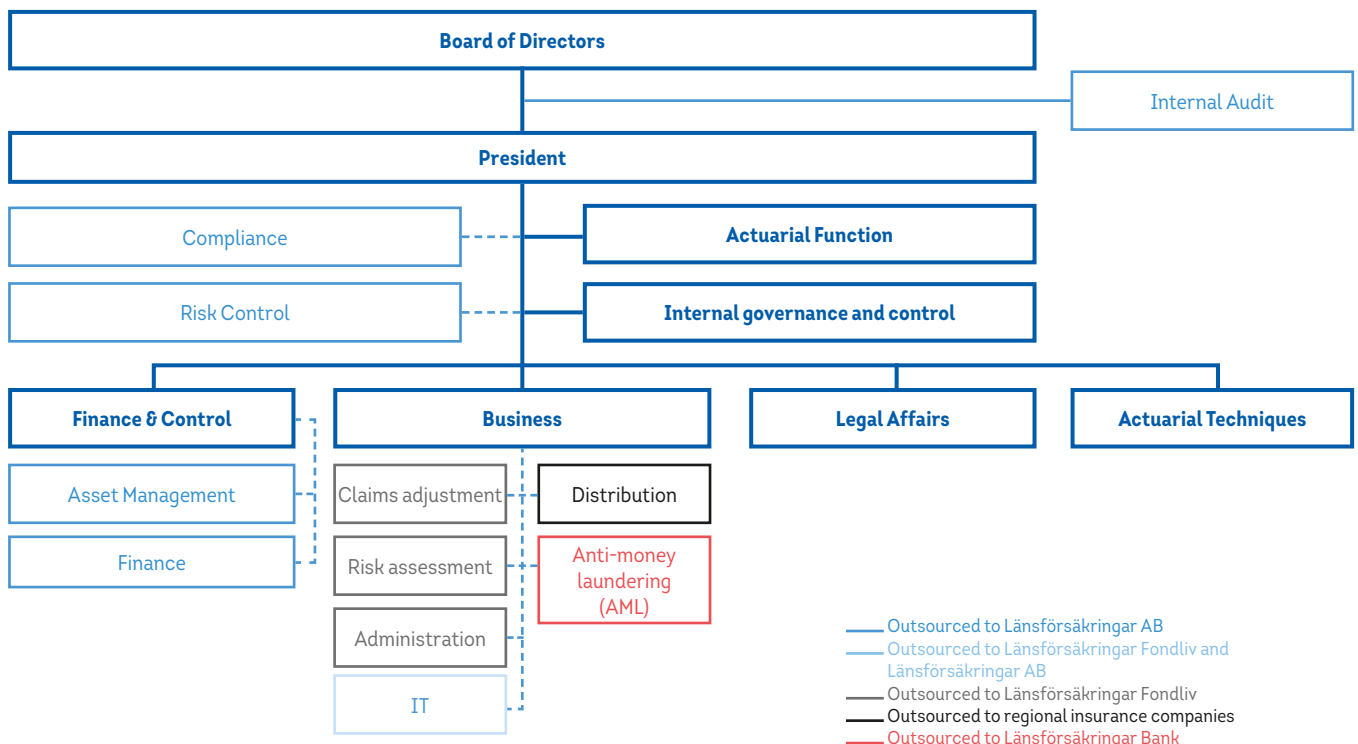 Board of Directors
Internal Audit
President
Compliance
Actuarial Function
Risk Control
Internal governance and control
Finance & Control
Business
Legal Affairs
Actuarial Techniques
Asset Management
Claims adjustment
Distribution
Finance
Risk assessment
Anti-money
laundering
(AML)
Administration
IT
Outsourced to Länsförsäkringar AB
Outsourced to Länsförsäkringar Fondliv and
Länsförsäkringar AB
Outsourced to Länsförsäkringar Fondliv
Outsourced to regional insurance companies
Outsourced to Länsförsäkringar Bank